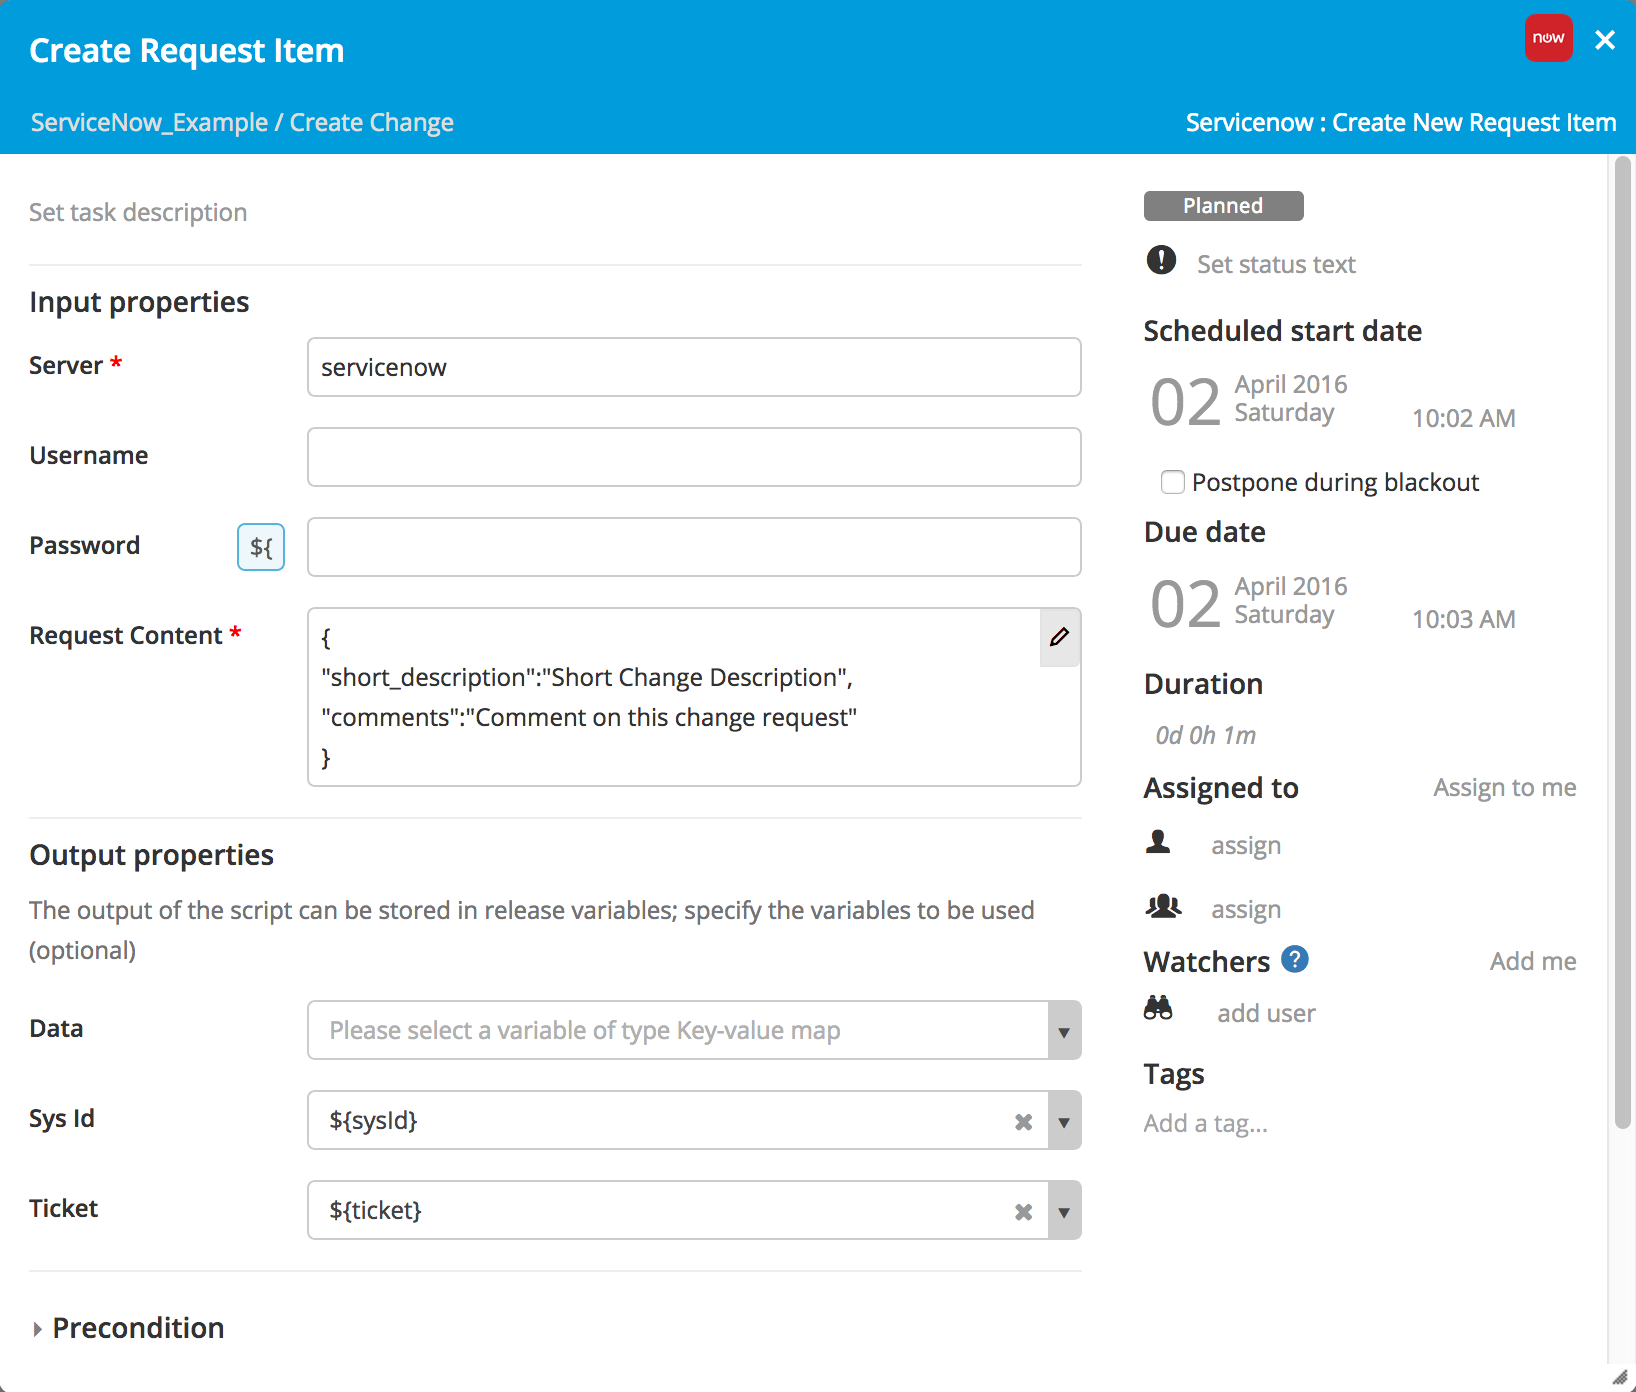 Create Request Item
now
ServiceNow_Example / Create Change
Servicenow : Create New Request Item
Set task description
Input properties
Server *
servicenow
Username
Password
${
Request Content *
{
"short_description":"Short Change Description",
"comments":"Comment on this change request"
}
Output properties
The output of the script can be stored in release variables; specify the variables to be used
(optional)
Data
Please select a variable of type Key-value map
Sys Id
${sysId}
Ticket
${ticket}
Precondition
Planned
Set status text
Scheduled start date
02
April 2016
Saturday
10:02 AM
Postpone during blackout
Due date
02
April 2016
Saturday
10:03 AM
Duration
0d 0h 1m
Assigned to
Assign to me
assign
assign
Watchers ?
Add me
add user
Tags
Add a tag...